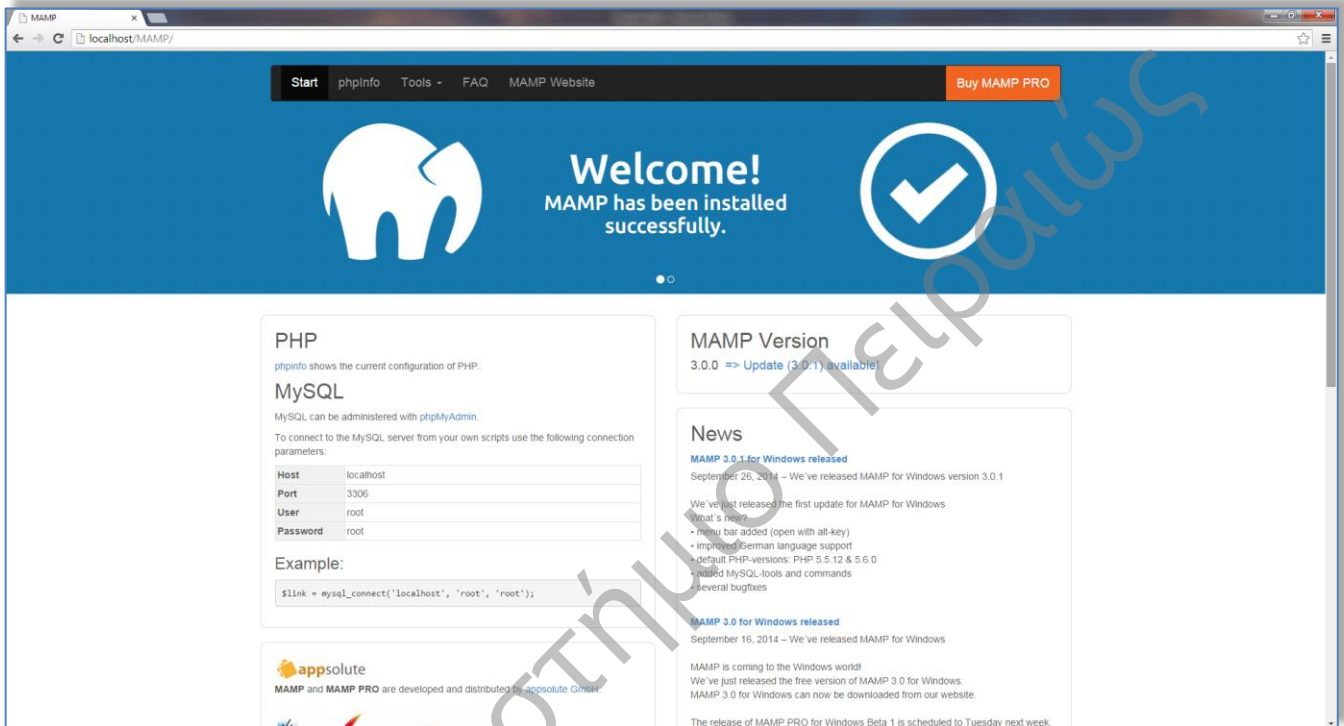 MAMP
localhost/MAMP/
Start phpInfo Tools FAQ MAMP Website Buy MAMP PRO
Welcome!
MAMP has been installed
successfully.
PHP
phpinfo shows the current configuration of PHP.
MySQL
MySQL can be administered with phpMyAdmin.
To connect to the MySQL server from your own scripts use the following connection
parameters:
Host localhost
Port 3306
User root
Password root
Example:
$link = mysql_connect('localhost', 'root', 'root');
appsolute
MAMP and MAMP PRO are developed and distributed by appsolute GmbH.
MAMP Version
3.0.0 => Update (3.0.1) available!
News
MAMP 3.0.1 for Windows released
September 26, 2014 – We´ve released MAMP for Windows version 3.0.1
We´ve just released the first update for MAMP for Windows
What´s new?
• menu bar added (open with alt-key)
• improved German language support
• default PHP-versions: PHP 5.5.12 & 5.6.0
• added MySQL-tools and commands
• several bugfixes
MAMP 3.0 for Windows released
September 16, 2014 – We´ve released MAMP for Windows
MAMP is coming to the Windows world!
We´ve just released the free version of MAMP 3.0 for Windows.
MAMP 3.0 for Windows can now be downloaded from our website.
The release of MAMP PRO for Windows Beta 1 is scheduled to Tuesday next week.
Πειραιώς